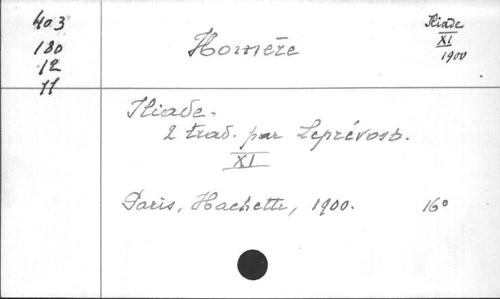 403
180
12
11
Homère
Iliade
XI
1900
Iliade.
2 trad. par Leprévost.
XI
Paris, Hachette, 1900. 16°